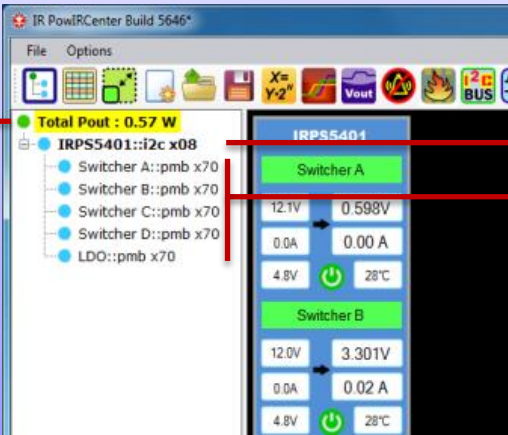 IR PowIRCenter Build 5646*
File Options
X=
Y·2ⁿ
Vout
I²C
BUS
Total Pout : 0.57 W
IRPS5401::i2c x08
Switcher A::pmb x70
Switcher B::pmb x70
Switcher C::pmb x70
Switcher D::pmb x70
LDO::pmb x70
IRPS5401
Switcher A
12.1V 0.598V
0.0A 0.00 A
4.8V 28°C
Switcher B
12.0V 3.301V
0.0A 0.02 A
4.8V 28°C